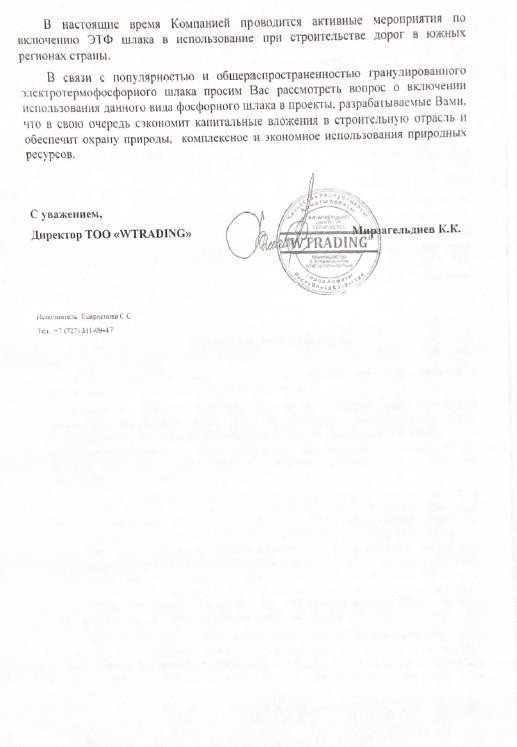 В настоящие время Компанией проводится активные мероприятия по
включению ЭТФ шлака в использование при строительстве дорог в южных
регионах страны.
В связи с популярностью и общераспространенностью гранулированного
электротермофосфорного шлака просим Вас рассмотреть вопрос о включении
использования данного вида фосфорного шлака в проекты, разрабатываемые Вами,
что в свою очередь сэкономит капитальные вложения в строительную отрасль и
обеспечит охрану природы, комплексное и экономное использования природных
ресурсов.
С уважением,
Директор ТОО «WTRADING»
"WTRADING"
Мирзагельдиев К.К.
Исполнитель
С.С
Тел. +7 (727) 311-09-47